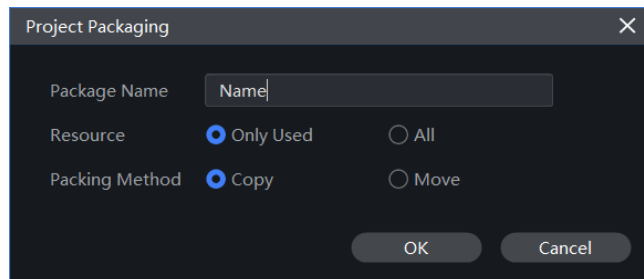 Project Packaging
Package Name Name
Resource Only Used All
Packing Method Copy Move
OK Cancel